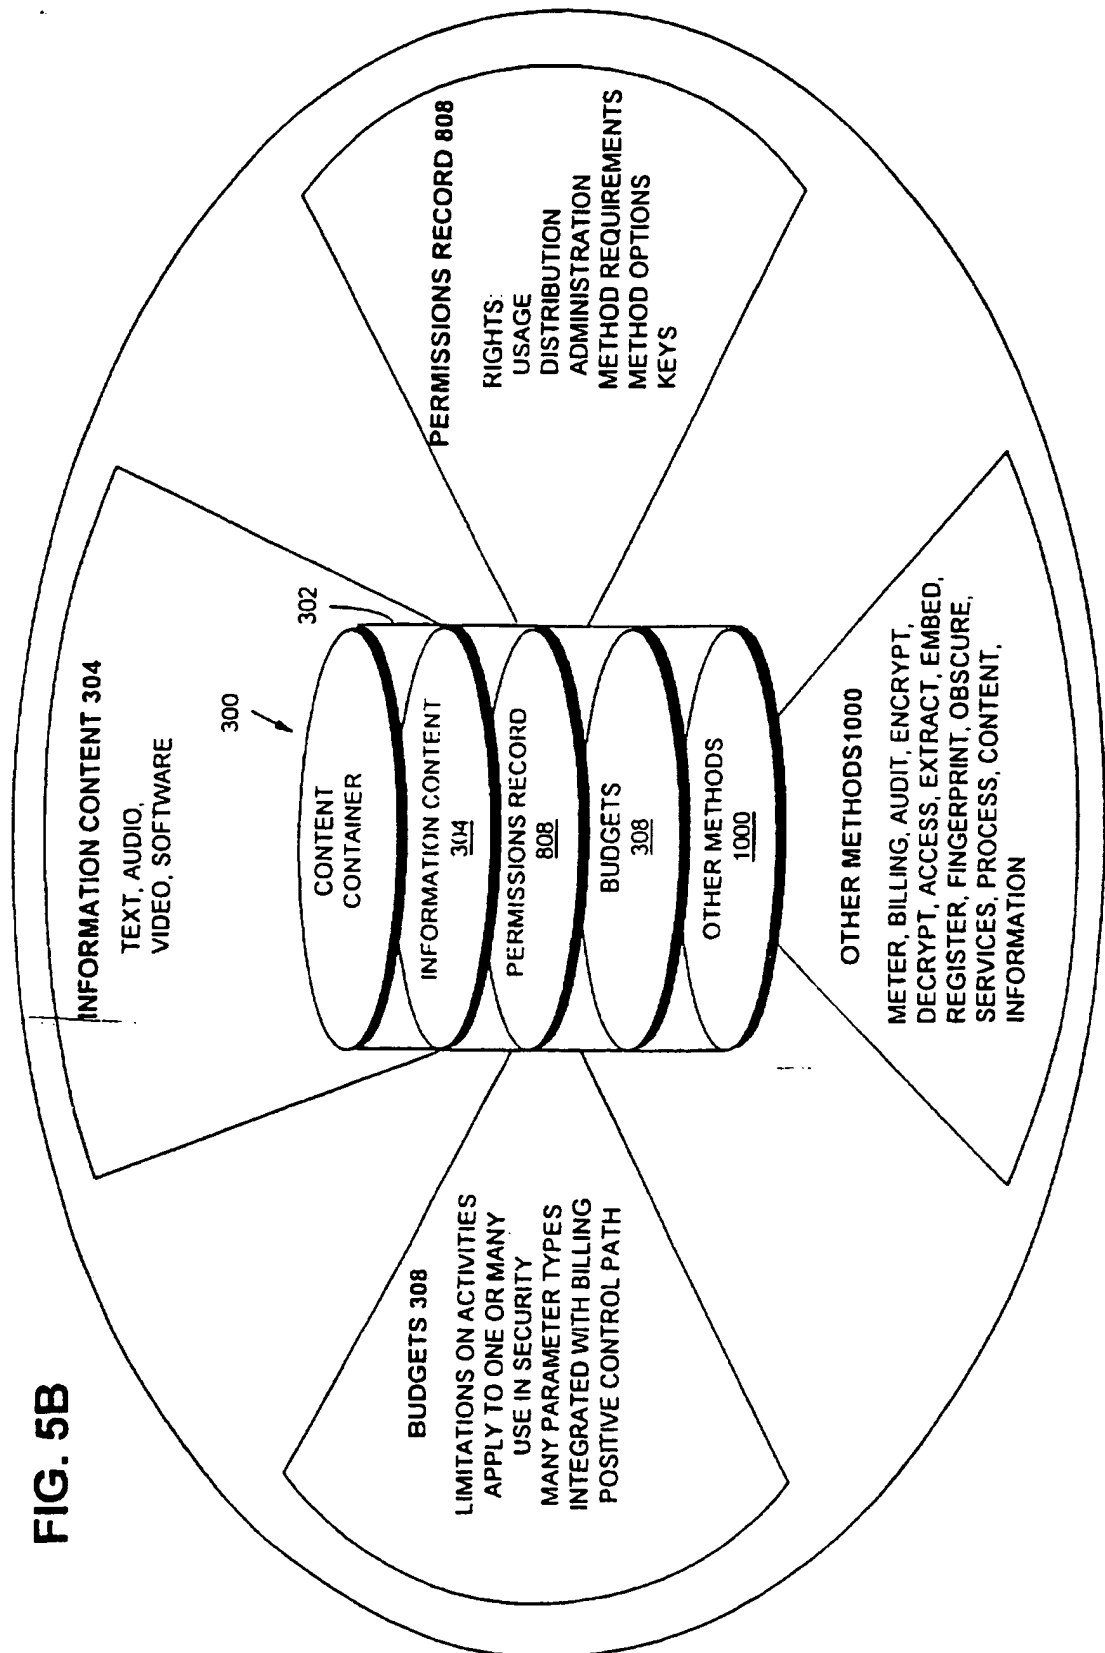 FIG. 5B
INFORMATION CONTENT 304
TEXT, AUDIO,
VIDEO, SOFTWARE
300
302
CONTENT
CONTAINER
INFORMATION CONTENT
304
PERMISSIONS RECORD
808
BUDGETS
308
OTHER METHODS
1000
BUDGETS 308
LIMITATIONS ON ACTIVITIES
APPLY TO ONE OR MANY
USE IN SECURITY
MANY PARAMETER TYPES
INTEGRATED WITH BILLING
POSITIVE CONTROL PATH
PERMISSIONS RECORD 808
RIGHTS:
USAGE
DISTRIBUTION
ADMINISTRATION
METHOD REQUIREMENTS
METHOD OPTIONS
KEYS
OTHER METHODS1000
METER, BILLING, AUDIT, ENCRYPT,
DECRYPT, ACCESS, EXTRACT, EMBED,
REGISTER, FINGERPRINT, OBSCURE,
SERVICES, PROCESS, CONTENT,
INFORMATION